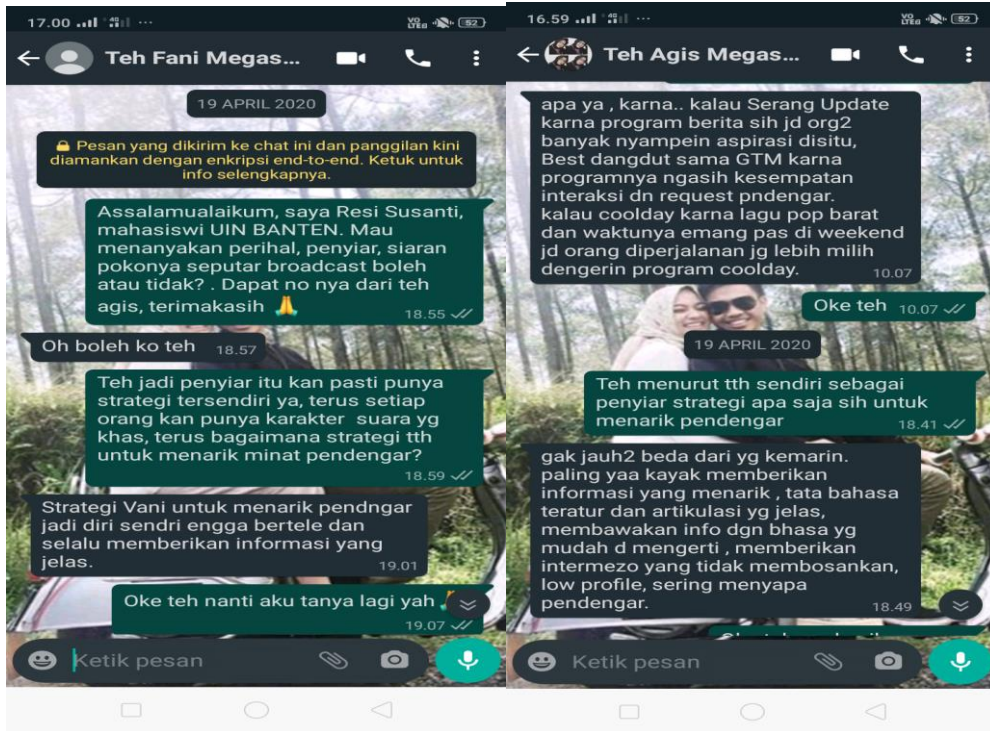 17.00
52
Teh Fani Megas...
19 APRIL 2020
Pesan yang dikirim ke chat ini dan panggilan kini
diamankan dengan enkripsi end-to-end. Ketuk untuk
info selengkapnya.
Assalamualaikum, saya Resi Susanti,
mahasiswi UIN BANTEN. Mau
menanyakan perihal, penyiar, siaran
pokonya seputar broadcast boleh
atau tidak? . Dapat no nya dari teh
agis, terimakasih 🙏
18.55
Oh boleh ko teh 18.57
Teh jadi penyiar itu kan pasti punya
strategi tersendiri ya, terus setiap
orang kan punya karakter suara yg
khas, terus bagaimana strategi tth
untuk menarik minat pendengar?
18.59
Strategi Vani untuk menarik pendngar
jadi diri sendri engga bertele dan
selalu memberikan informasi yang
jelas. 19.01
Oke teh nanti aku tanya lagi yah
19.07
Ketik pesan
16.59
52
Teh Agis Megas...
apa ya , karna.. kalau Serang Update
karna program berita sih jd org2
banyak nyampein aspirasi disitu,
Best dangdut sama GTM karna
programnya ngasih kesempatan
interaksi dn request pndengar.
kalau coolday karna lagu pop barat
dan waktunya emang pas di weekend
jd orang diperjalanan jg lebih milih
dengerin program coolday. 10.07
Oke teh 10.07
19 APRIL 2020
Teh menurut tth sendiri sebagai
penyiar strategi apa saja sih untuk
menarik pendengar 18.41
gak jauh2 beda dari yg kemarin.
paling yaa kayak memberikan
informasi yang menarik , tata bahasa
teratur dan artikulasi yg jelas,
membawakan info dgn bhasa yg
mudah d mengerti , memberikan
intermezo yang tidak membosankan,
low profile, sering menyapa
pendengar. 18.49
Ketik pesan